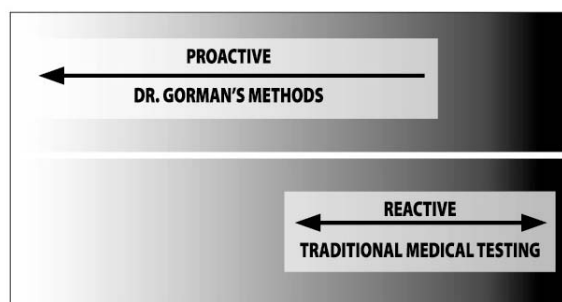 PROACTIVE
DR. GORMAN'S METHODS
REACTIVE
TRADITIONAL MEDICAL TESTING